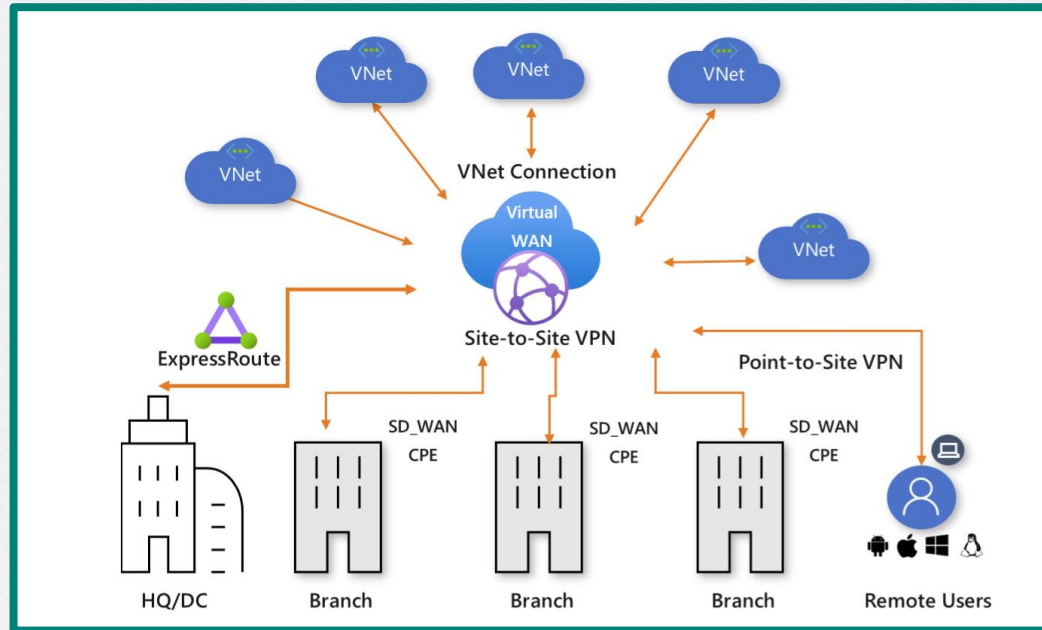 VNet
VNet
VNet
VNet
VNet Connection
Virtual
WAN
VNet
Site-to-Site VPN
ExpressRoute
Point-to-Site VPN
SD_WAN
CPE
SD_WAN
CPE
SD_WAN
CPE
HQ/DC
Branch
Branch
Branch
Remote Users